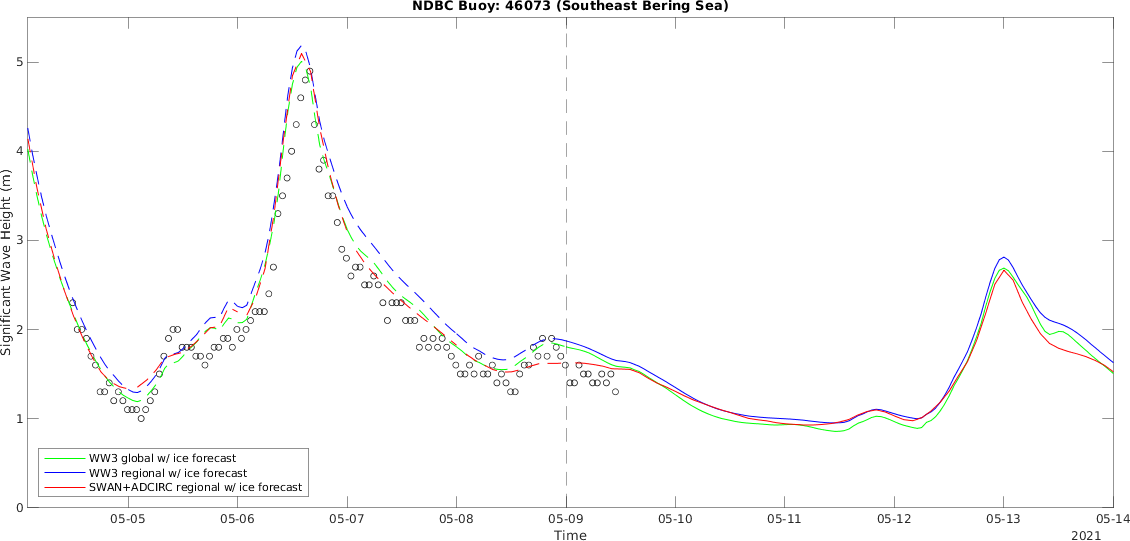 NDBC Buoy: 46073 (Southeast Bering Sea)
Significant Wave Height (m)
5
4
3
2
1
0
WW3 global w/ ice forecast
WW3 regional w/ ice forecast
SWAN+ADCIRC regional w/ ice forecast
05-05 05-06 05-07 05-08 05-09 05-10 05-11 05-12 05-13 05-14
Time
2021